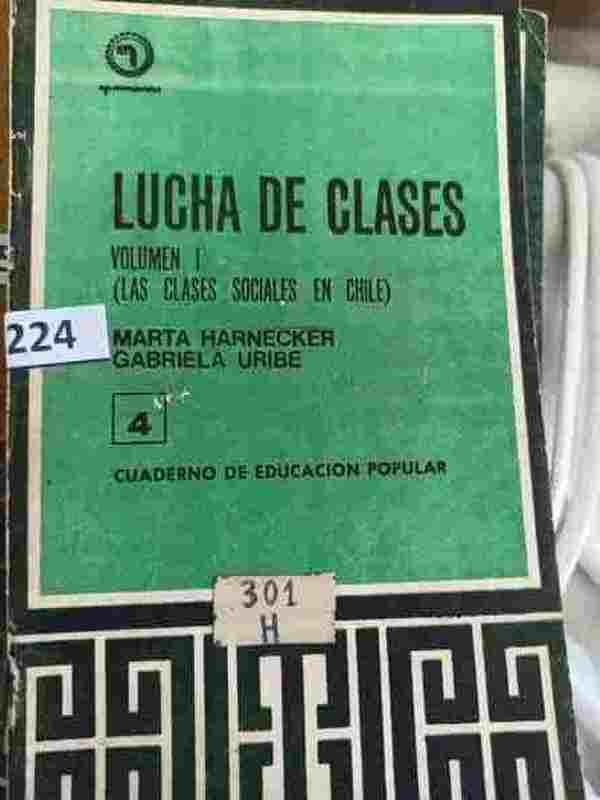 LUCHA DE CLASES
VOLUMEN I
(LAS CLASES SOCIALES EN CHILE)
224
MARTA HARNECKER
GABRIELA URIBE
4
CUADERNO DE EDUCACION POPULAR
301
H